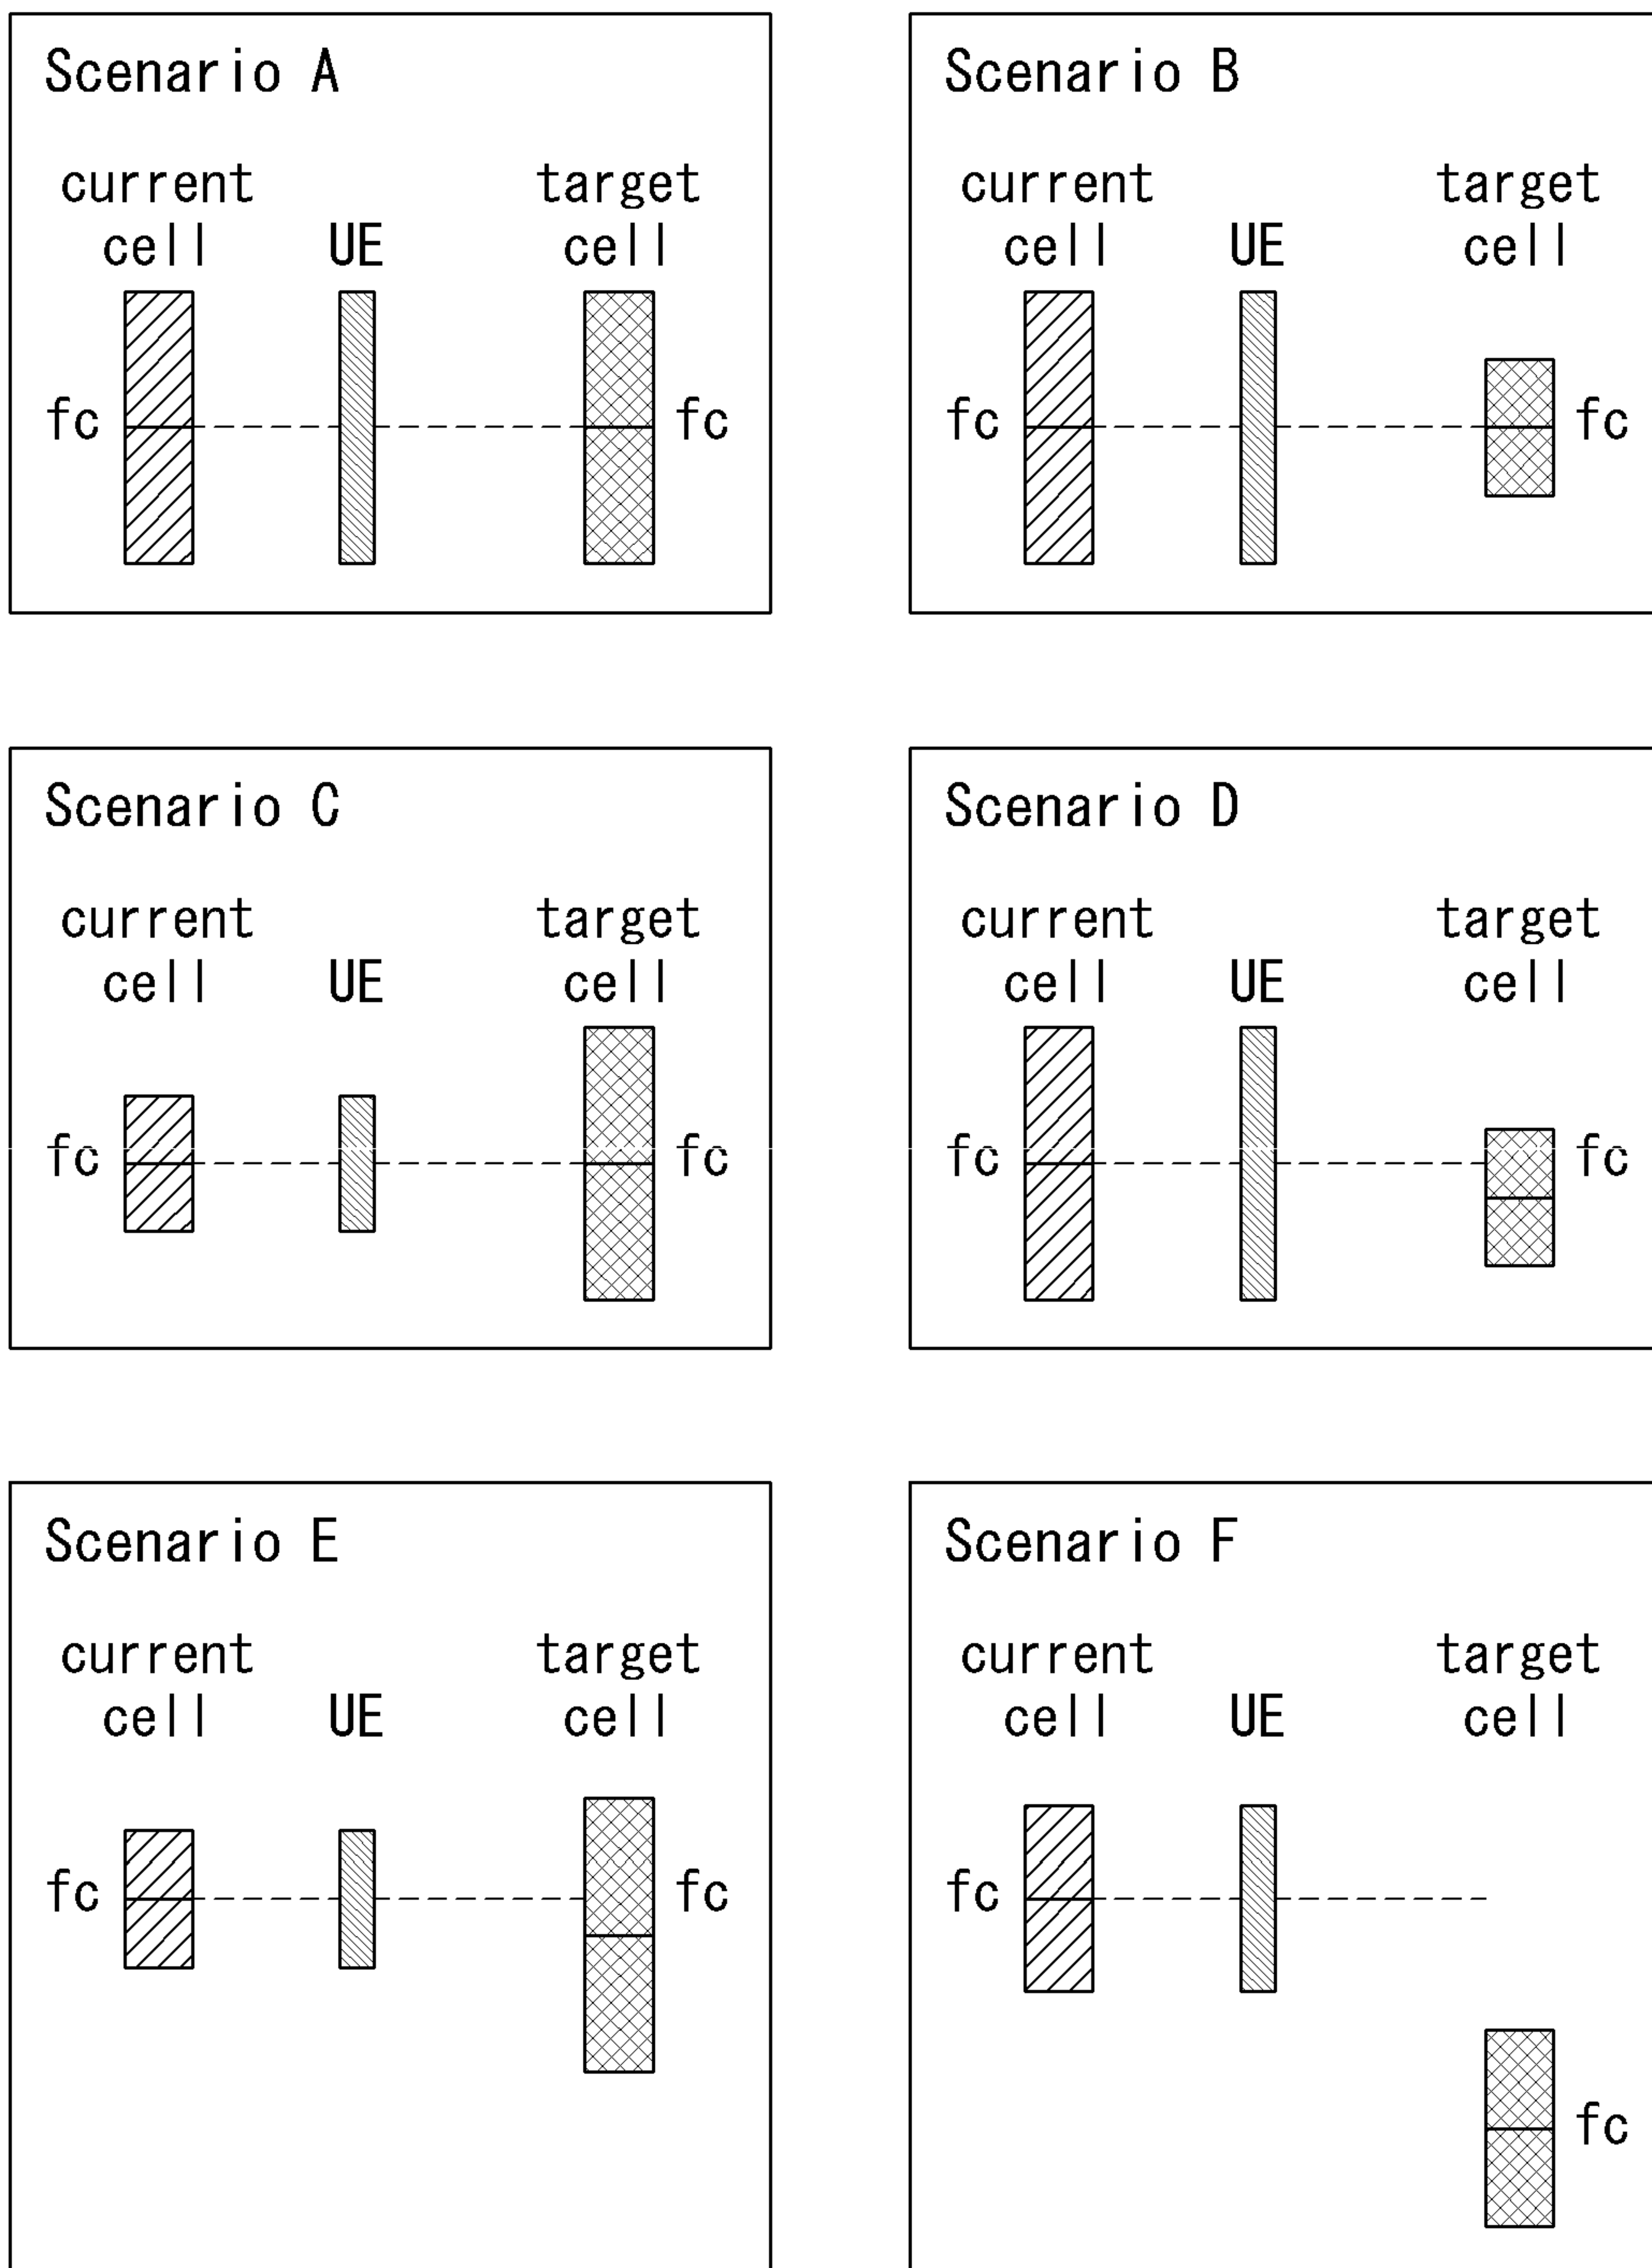 Scenario A
current
cell UE target
cell
fc fc
Scenario B
current
cell UE target
cell
fc fc
Scenario C
current
cell UE target
cell
fc fc
Scenario D
current
cell UE target
cell
fc fc
Scenario E
current
cell UE target
cell
fc fc
Scenario F
current
cell UE target
cell
fc
fc